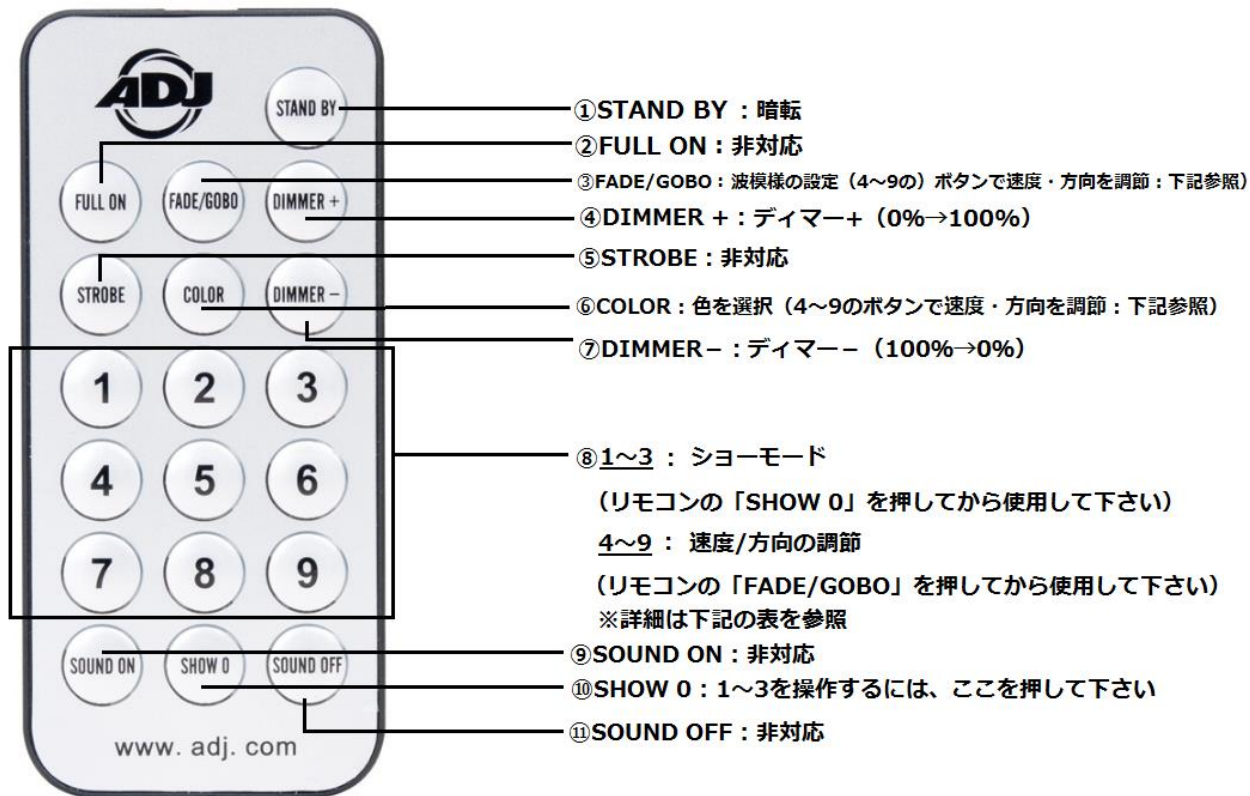 ADJ
STAND BY
FULL ON
FADE/GOBO
DIMMER +
STROBE
COLOR
DIMMER −
1
2
3
4
5
6
7
8
9
SOUND ON
SHOW 0
SOUND OFF
www. adj. com
①STAND BY：暗転
②FULL ON：非対応
③FADE/GOBO：波模様の設定（4～9の）ボタンで速度・方向を調節：下記参照）
④DIMMER +：ディマー+（0%→100%）
⑤STROBE：非対応
⑥COLOR：色を選択（4～9のボタンで速度・方向を調節：下記参照）
⑦DIMMER－：ディマー－（100%→0%）
⑧1～3 ： ショーモード
（リモコンの「SHOW 0」を押してから使用して下さい）
4～9 ： 速度/方向の調節
（リモコンの「FADE/GOBO」を押してから使用して下さい）
※詳細は下記の表を参照
⑨SOUND ON：非対応
⑩SHOW 0：1～3を操作するには、ここを押して下さい
⑪SOUND OFF：非対応